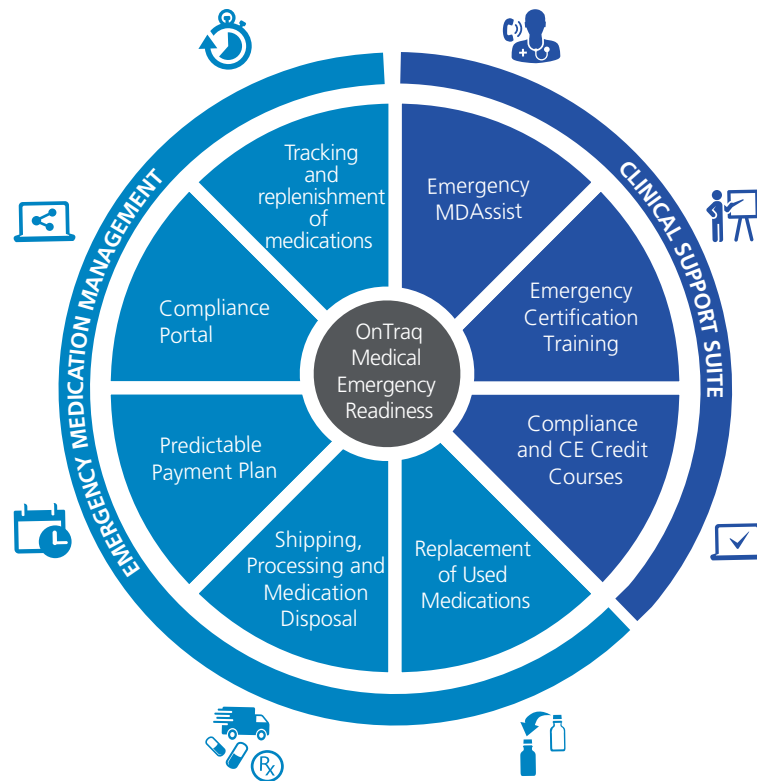 EMERGENCY MEDICATION MANAGEMENT
CLINICAL SUPPORT SUITE
Tracking
and
replenishment
of
medications
Emergency
MDAssist
Emergency
Certification
Training
Compliance
and CE Credit
Courses
Replacement
of Used
Medications
Shipping,
Processing and
Medication
Disposal
Predictable
Payment Plan
Compliance
Portal
OnTraq
Medical
Emergency
Readiness
Rx